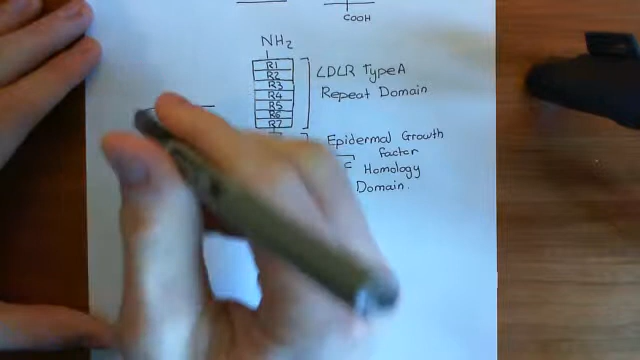 COOH
NH2
R1
R2
R3
R4
R5
R6
R7
LDLR Type A
Repeat Domain
Epidermal Growth
factor
C Homology
Domain.